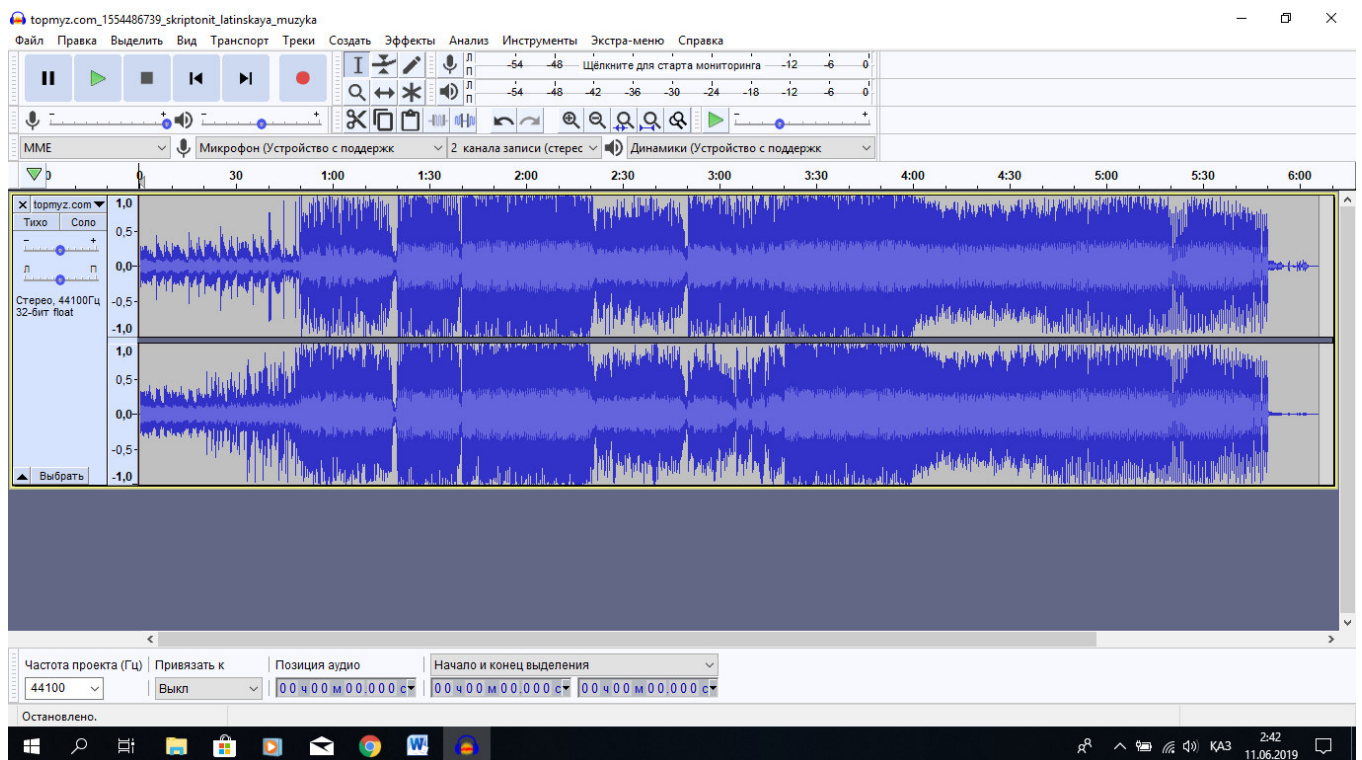 topmyz.com_1554486739_skriptonit_latinskaya_muzyka
Файл Правка Выделить Вид Транспорт Треки Создать Эффекты Анализ Инструменты Экстра-меню Справка
Л П -54 -48 Щёлкните для старта мониторинга -12 -6 0
Л П -54 -48 -42 -36 -30 -24 -18 -12 -6 0
- + - + - +
MME Микрофон (Устройство с поддержк 2 канала записи (стерес Динамики (Устройство с поддержк
0 0 30 1:00 1:30 2:00 2:30 3:00 3:30 4:00 4:30 5:00 5:30 6:00
topmyz.com 1,0
Тихо Соло 0,5
- +
Л П 0,0
Стерео, 44100Гц -0,5
32-бит float
-1,0
1,0
0,5
0,0
-0,5
Выбрать -1,0
Частота проекта (Гц) Привязать к Позиция аудио Начало и конец выделения
44100 Выкл 00 ч 00 м 00.000 с 00 ч 00 м 00.000 с 00 ч 00 м 00.000 с
Остановлено.
ҚАЗ 2:42
11.06.2019